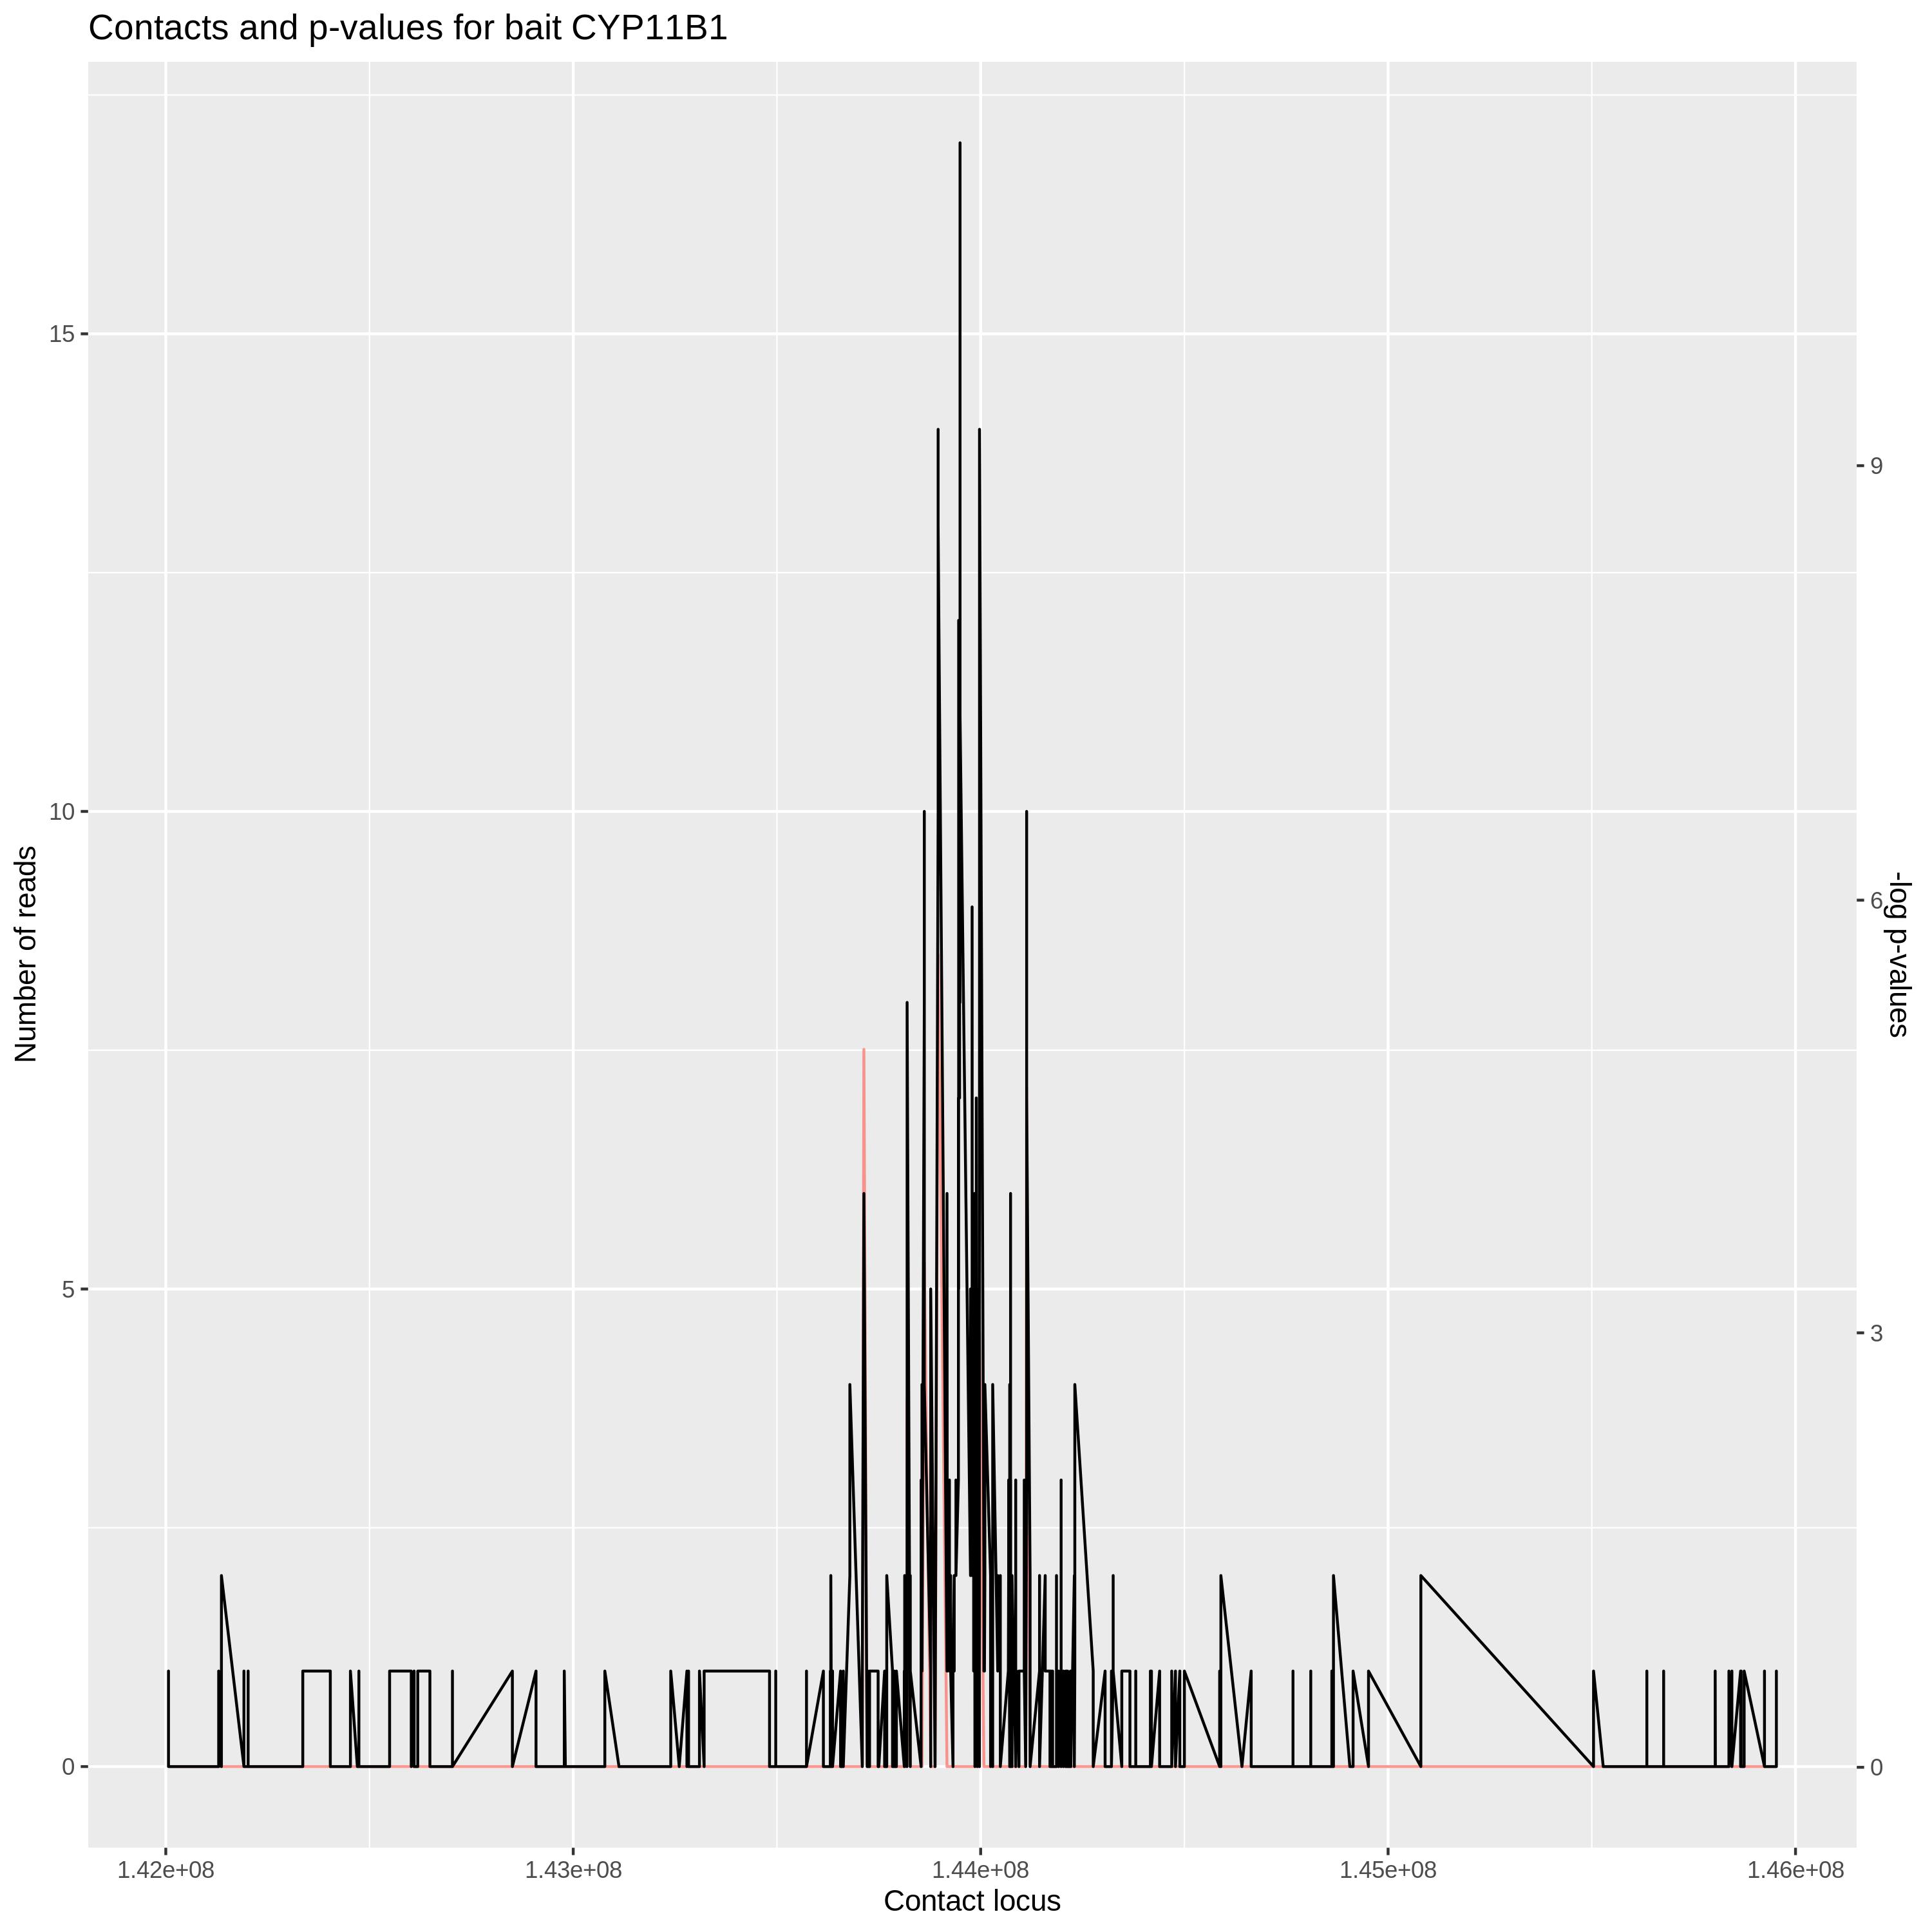 Contacts and p-values for bait CYP11B1
15
10
5
0
Number of reads
9
6
3
0
-log p-values
1.42e+08 1.43e+08 1.44e+08 1.45e+08 1.46e+08
Contact locus